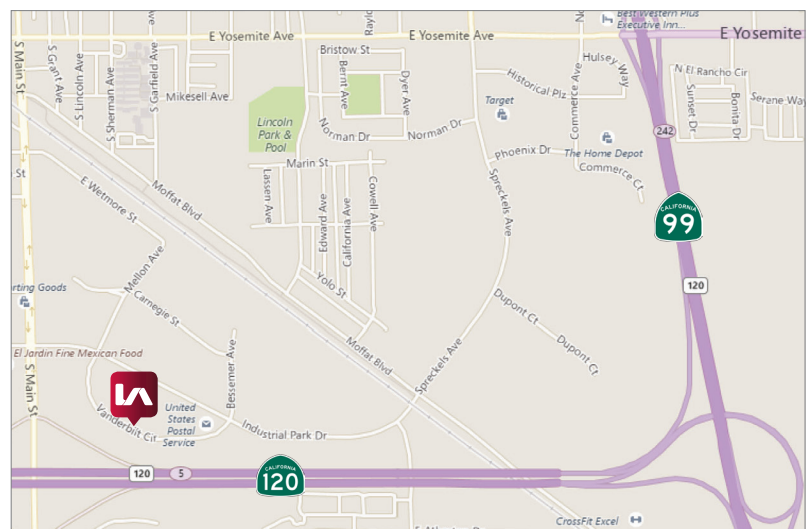 Best Western Plus
Executive Inn...
E Yosemite Ave
E Yosemite Ave
E Yosemite
S Main St
S Grant Ave
S Lincoln Ave
S Sherman Ave
S Garfield Ave
Mikesell Ave
Bristow St
Bernt Ave
Dyer Ave
Norman Dr
Norman Dr
Lincoln
Park &
Pool
Historical Plz
Target
Commerce Ave
Hulsey Way
N El Rancho Cir
Sunset Dr
Bonita Dr
Serane Way
242
The Home Depot
Phoenix Dr
Commerce Ct
Marin St
Lassen Ave
Edward Ave
California Ave
Cowell Ave
Spreckels Ave
St
E Wetmore St
Moffat Blvd
CALIFORNIA
99
120
Mellon Ave
Yolo St
rting Goods
Carnegie St
Dupont Ct
Dupont Ct
Moffat Blvd
El Jardin Fine Mexican Food
Bessemer Ave
Spreckels Ave
S Main St
LA
Vanderbilt Cir
United
States
Postal
Service
Industrial Park Dr
120
5
CALIFORNIA
120
CrossFit Excel